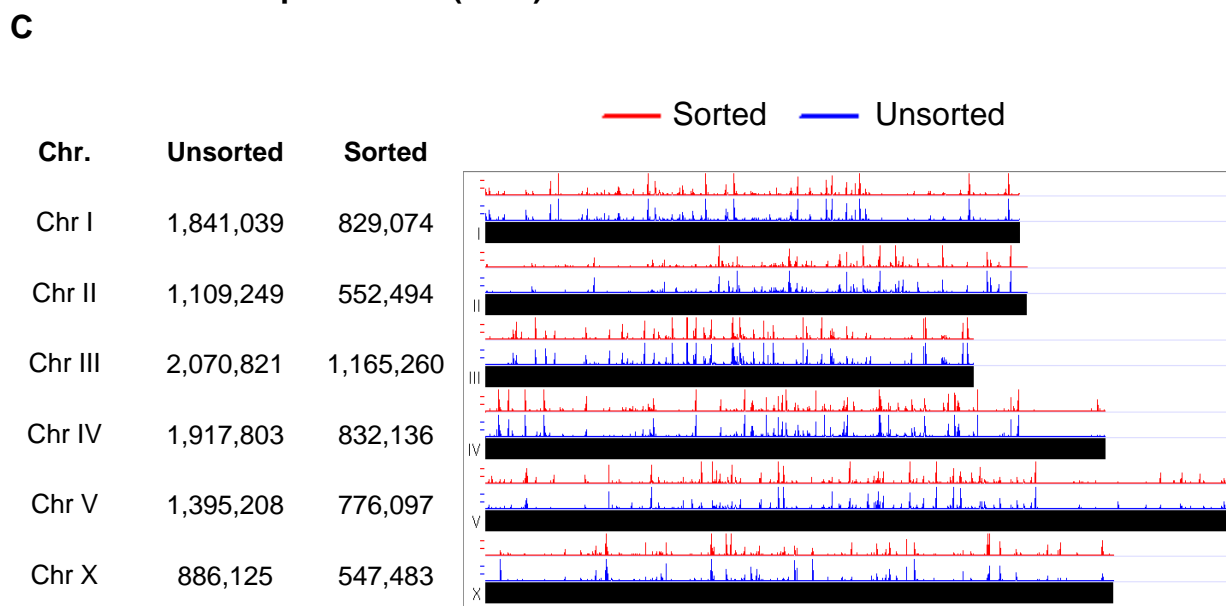 C
Sorted Unsorted
Chr. Unsorted Sorted
Chr I 1,841,039 829,074
I
Chr II 1,109,249 552,494
II
Chr III 2,070,821 1,165,260
III
Chr IV 1,917,803 832,136
IV
Chr V 1,395,208 776,097
V
Chr X 886,125 547,483
X